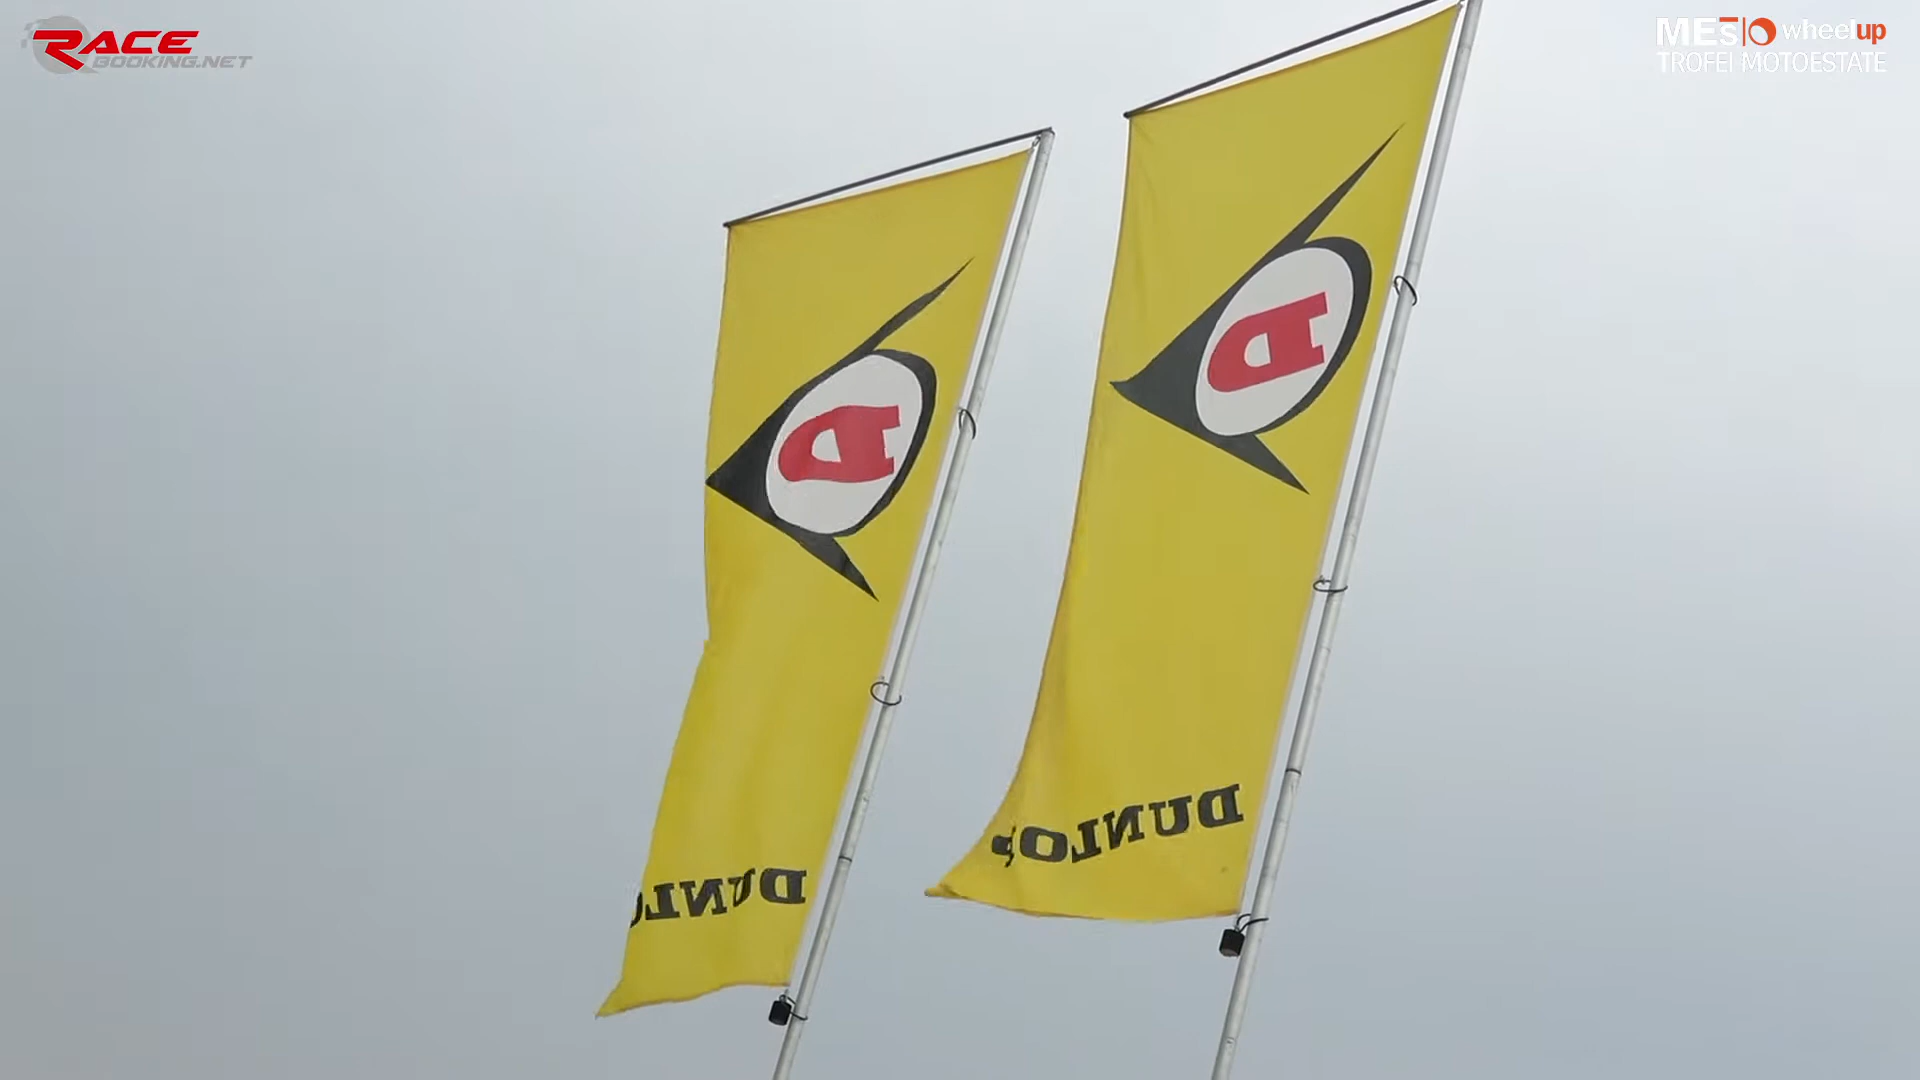 RACE
BOOKING.NET
MEs wheelup
TROFEI MOTOESTATE
D
D
DUNLO
DUNLOP